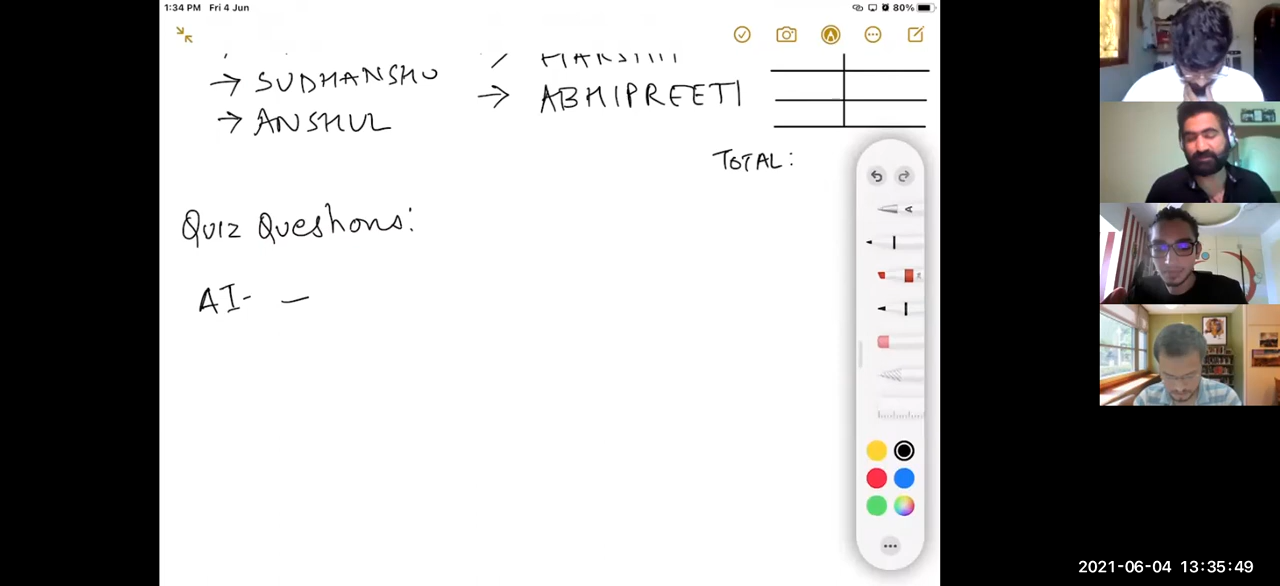 1:34 PM Fri 4 Jun 80%
→ SUDHANSHU
→ ABHIPREETI
→ ANSHUL
TOTAL:
Quiz Questions:
AI- —
2021-06-04 13:35:49